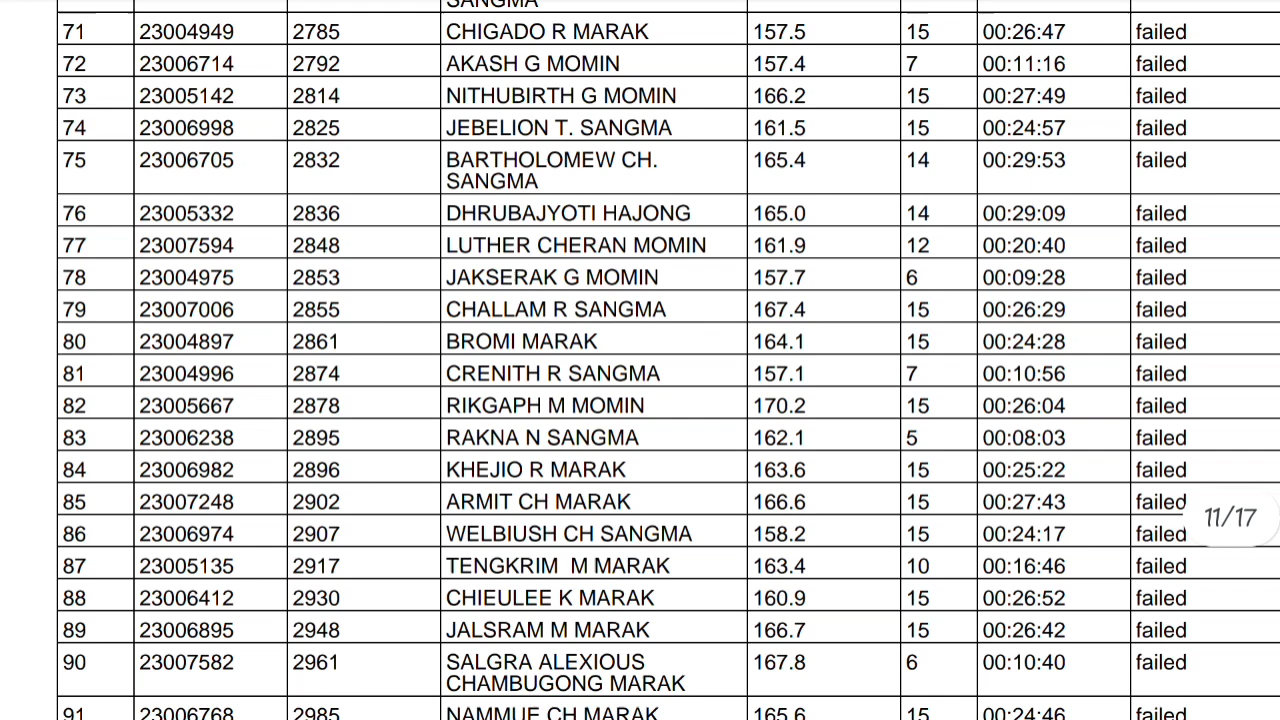 SANGMA
71 23004949 2785 CHIGADO R MARAK 157.5 15 00:26:47 failed
72 23006714 2792 AKASH G MOMIN 157.4 7 00:11:16 failed
73 23005142 2814 NITHUBIRTH G MOMIN 166.2 15 00:27:49 failed
74 23006998 2825 JEBELION T. SANGMA 161.5 15 00:24:57 failed
75 23006705 2832 BARTHOLOMEW CH. 165.4 14 00:29:53 failed
SANGMA
76 23005332 2836 DHRUBAJYOTI HAJONG 165.0 14 00:29:09 failed
77 23007594 2848 LUTHER CHERAN MOMIN 161.9 12 00:20:40 failed
78 23004975 2853 JAKSERAK G MOMIN 157.7 6 00:09:28 failed
79 23007006 2855 CHALLAM R SANGMA 167.4 15 00:26:29 failed
80 23004897 2861 BROMI MARAK 164.1 15 00:24:28 failed
81 23004996 2874 CRENITH R SANGMA 157.1 7 00:10:56 failed
82 23005667 2878 RIKGAPH M MOMIN 170.2 15 00:26:04 failed
83 23006238 2895 RAKNA N SANGMA 162.1 5 00:08:03 failed
84 23006982 2896 KHEJIO R MARAK 163.6 15 00:25:22 failed
85 23007248 2902 ARMIT CH MARAK 166.6 15 00:27:43 failed
11/17
86 23006974 2907 WELBIUSH CH SANGMA 158.2 15 00:24:17 failed
87 23005135 2917 TENGKRIM M MARAK 163.4 10 00:16:46 failed
88 23006412 2930 CHIEULEE K MARAK 160.9 15 00:26:52 failed
89 23006895 2948 JALSRAM M MARAK 166.7 15 00:26:42 failed
90 23007582 2961 SALGRA ALEXIOUS 167.8 6 00:10:40 failed
CHAMBUGONG MARAK
91 23006768 2985 NAMMUE CH MARAK 165.6 15 00:24:46 failed